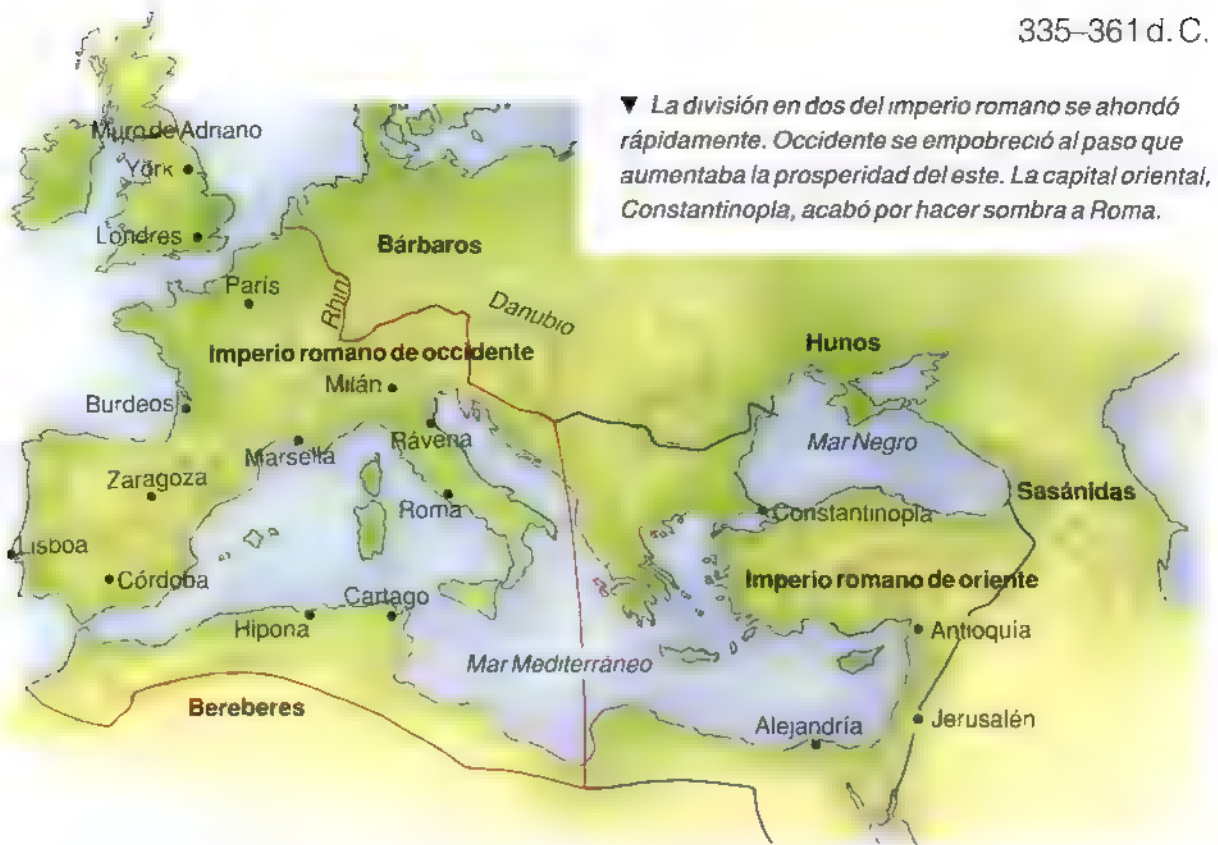 335–361 d. C.
▼ La división en dos del imperio romano se ahondó
rápidamente. Occidente se empobreció al paso que
aumentaba la prosperidad del este. La capital oriental,
Constantinopla, acabó por hacer sombra a Roma.
Muro de Adriano
York
Londres
Bárbaros
París
Rhin
Danubio
Imperio romano de occidente
Hunos
Milán
Burdeos
Rávena
Mar Negro
Marsella
Zaragoza
Roma
Sasánidas
Constantinopla
Lisboa
Córdoba
Imperio romano de oriente
Cartago
Hipona
Antioquía
Mar Mediterráneo
Bereberes
Alejandría
Jerusalén